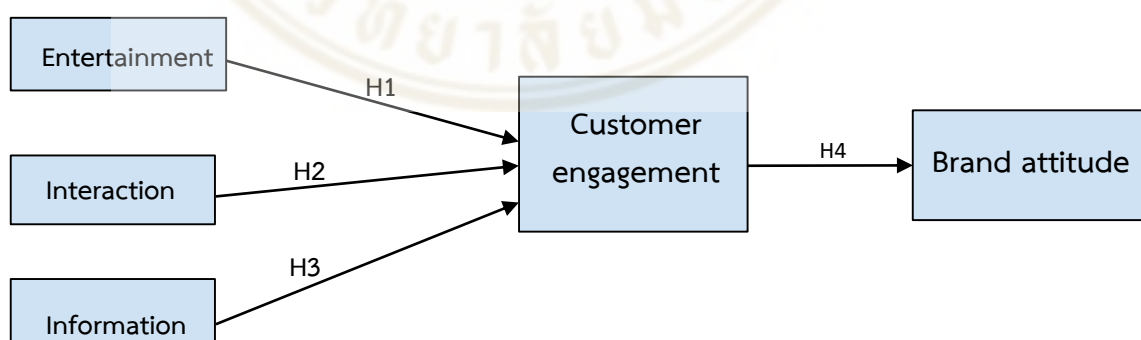 Entertainment
H1
Customer
engagement
H2
H4
Brand attitude
Interaction
H3
Information